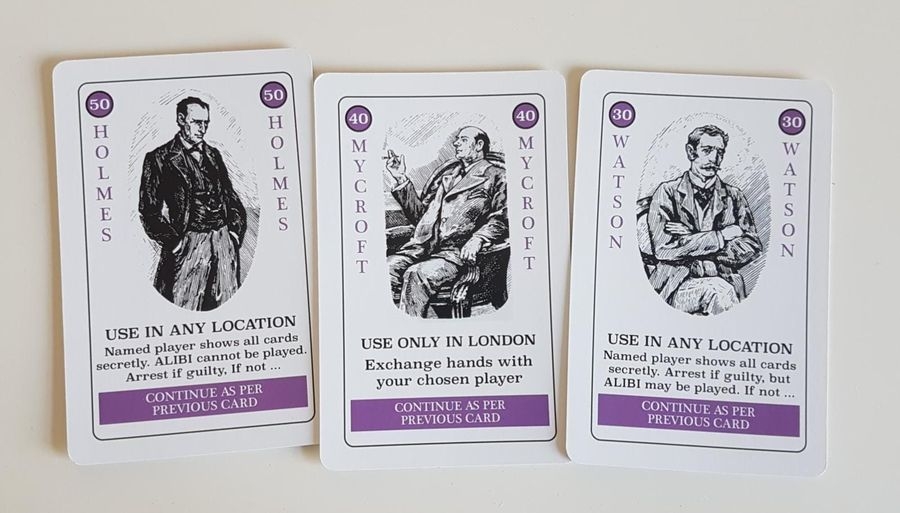 50
50
HOLMES
HOLMES
USE IN ANY LOCATION
Named player shows all cards
secretly. ALIBI cannot be played.
Arrest if guilty, If not ...
CONTINUE AS PER
PREVIOUS CARD
40
40
MYCROFT
MYCROFT
USE ONLY IN LONDON
Exchange hands with
your chosen player
CONTINUE AS PER
PREVIOUS CARD
30
30
WATSON
WATSON
USE IN ANY LOCATION
Named player shows all cards
secretly. Arrest if guilty, but
ALIBI may be played. If not ...
CONTINUE AS PER
PREVIOUS CARD